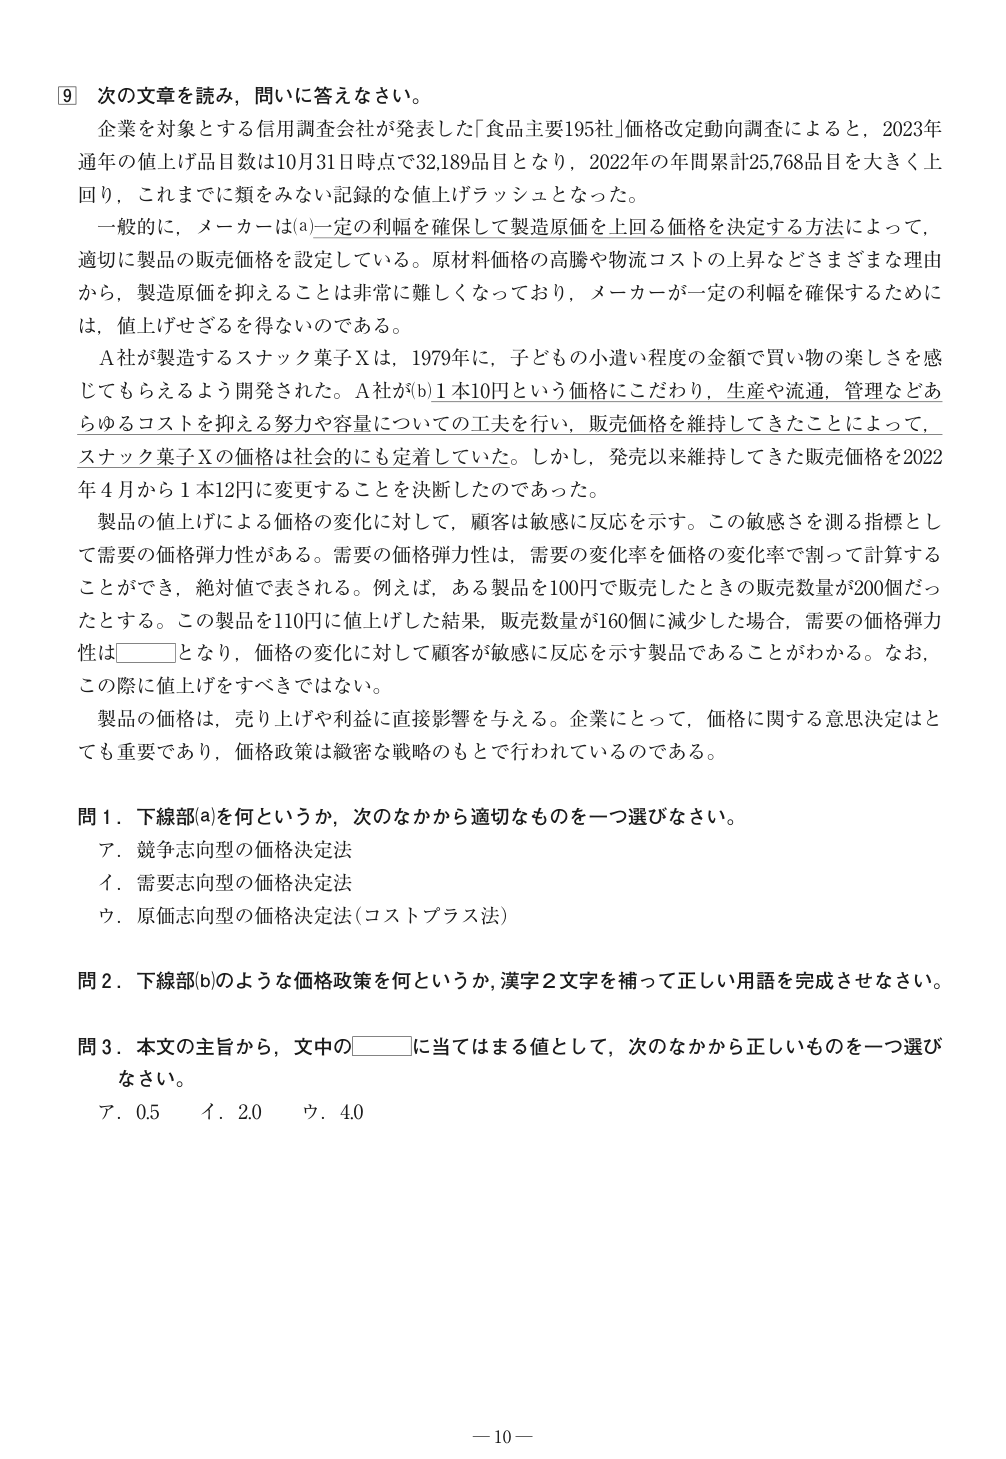 9　次の文章を読み，問いに答えなさい。
企業を対象とする信用調査会社が発表した「食品主要195社」価格改定動向調査によると，2023年
通年の値上げ品目数は10月31日時点で32,189品目となり，2022年の年間累計25,768品目を大きく上
回り，これまでに類をみない記録的な値上げラッシュとなった。
一般的に，メーカーは(a)一定の利幅を確保して製造原価を上回る価格を決定する方法によって，
適切に製品の販売価格を設定している。原材料価格の高騰や物流コストの上昇などさまざまな理由
から，製造原価を抑えることは非常に難しくなっており，メーカーが一定の利幅を確保するために
は，値上げせざるを得ないのである。
Ａ社が製造するスナック菓子Ｘは，1979年に，子どもの小遣い程度の金額で買い物の楽しさを感
じてもらえるよう開発された。Ａ社が(b)１本10円という価格にこだわり，生産や流通，管理などあ
らゆるコストを抑える努力や容量についての工夫を行い，販売価格を維持してきたことによって，
スナック菓子Ｘの価格は社会的にも定着していた。しかし，発売以来維持してきた販売価格を2022
年４月から１本12円に変更することを決断したのであった。
製品の値上げによる価格の変化に対して，顧客は敏感に反応を示す。この敏感さを測る指標とし
て需要の価格弾力性がある。需要の価格弾力性は，需要の変化率を価格の変化率で割って計算する
ことができ，絶対値で表される。例えば，ある製品を100円で販売したときの販売数量が200個だっ
たとする。この製品を110円に値上げした結果，販売数量が160個に減少した場合，需要の価格弾力
性は　　　となり，価格の変化に対して顧客が敏感に反応を示す製品であることがわかる。なお，
この際に値上げをすべきではない。
製品の価格は，売り上げや利益に直接影響を与える。企業にとって，価格に関する意思決定はと
ても重要であり，価格政策は緻密な戦略のもとで行われているのである。
問１．下線部(a)を何というか，次のなかから適切なものを一つ選びなさい。
ア．競争志向型の価格決定法
イ．需要志向型の価格決定法
ウ．原価志向型の価格決定法（コストプラス法）
問２．下線部(b)のような価格政策を何というか，漢字２文字を補って正しい用語を完成させなさい。
問３．本文の主旨から，文中の　　　に当てはまる値として，次のなかから正しいものを一つ選び
なさい。
ア．0.5　　イ．2.0　　ウ．4.0
― 10 ―